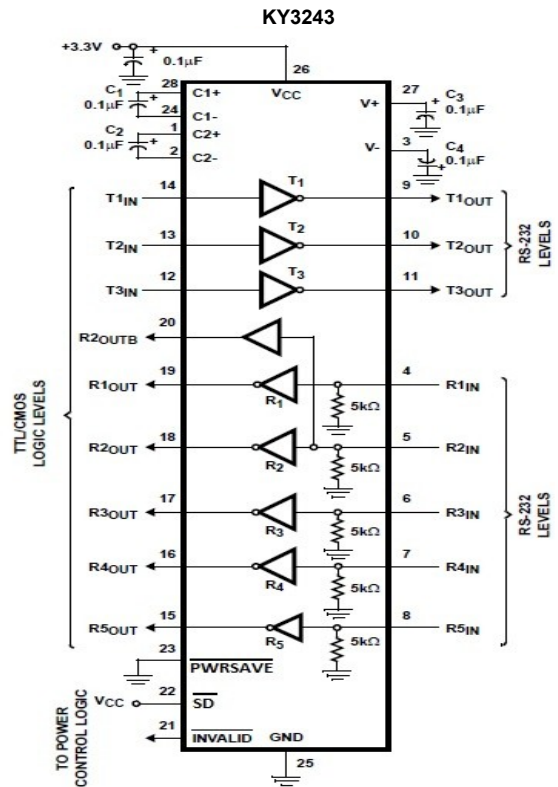 KY3243
+3.3V
0.1μF
26
VCC
C1
0.1μF
28
C1+
24
C1-
C2
0.1μF
1
C2+
2
C2-
27
V+
C3
0.1μF
3
V-
C4
0.1μF
T1IN
14
T1
9
T1OUT
T2IN
13
T2
10
T2OUT
T3IN
12
T3
11
T3OUT
RS-232
LEVELS
R2OUTB
20
R1OUT
19
R1
5kΩ
4
R1IN
R2OUT
18
R2
5kΩ
5
R2IN
R3OUT
17
R3
5kΩ
6
R3IN
R4OUT
16
R4
5kΩ
7
R4IN
R5OUT
15
R5
5kΩ
8
R5IN
RS-232
LEVELS
TTL/CMOS
LOGIC LEVELS
23
PWRSAVE
VCC
22
SD
21
INVALID
GND
25
TO POWER
CONTROL LOGIC